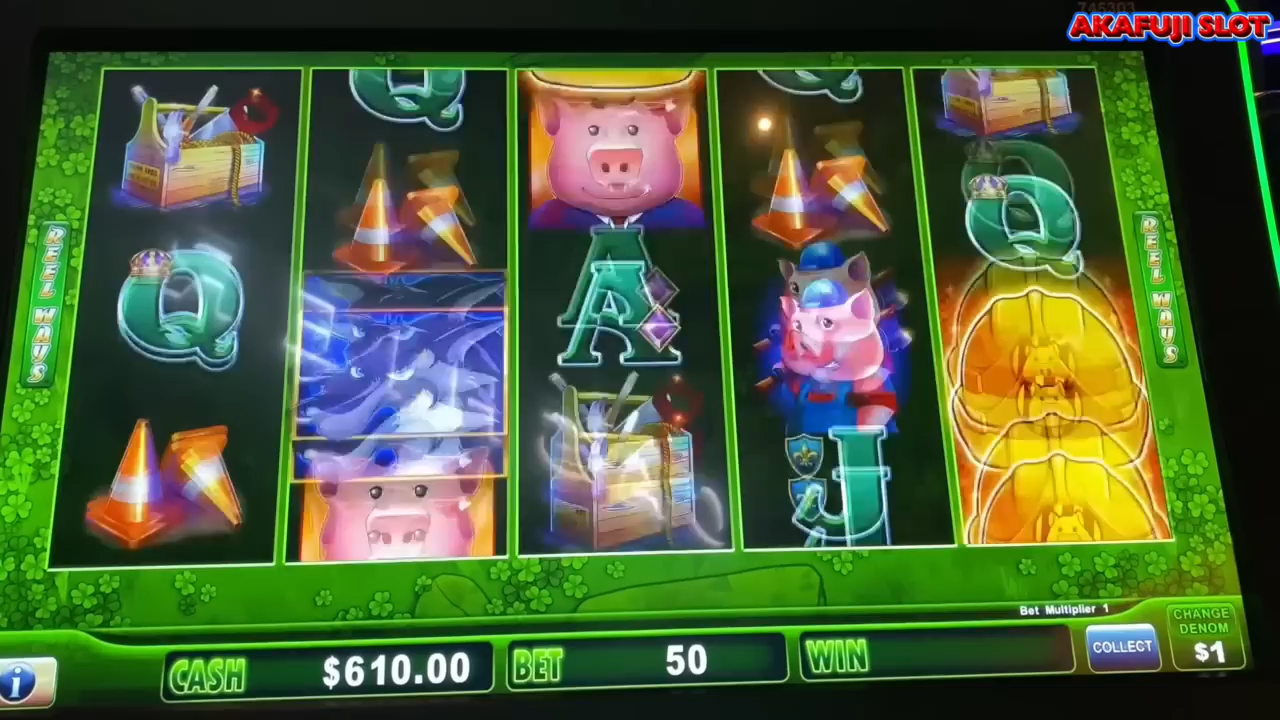 745303
AKAFUJI SLOT
REEL WAYS
REEL WAYS
Bet Multiplier 1
CASH $610.00
BET 50
WIN
COLLECT
CHANGE
DENOM
$1